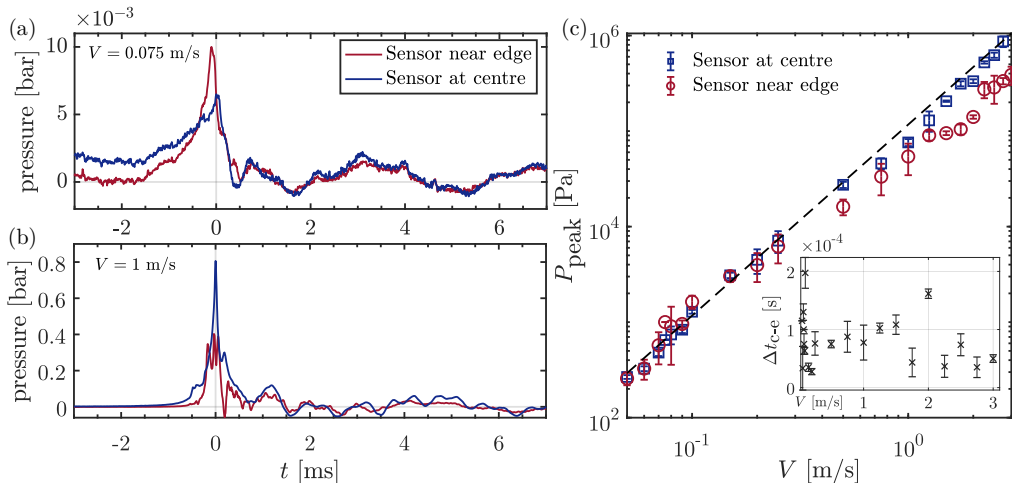 (a)
×10⁻³
V = 0.075 m/s
Sensor near edge
Sensor at centre
pressure [bar]
10
5
0
-2
0
2
4
6
(b)
V = 1 m/s
pressure [bar]
0.8
0.6
0.4
0.2
0
-2
0
2
4
6
t [ms]
(c)
Sensor at centre
Sensor near edge
P_peak [Pa]
10⁶
10⁴
10²
10⁻¹
10⁰
V [m/s]
×10⁻⁴
Δt_c-e [s]
2
1
0
V [m/s]
1
2
3